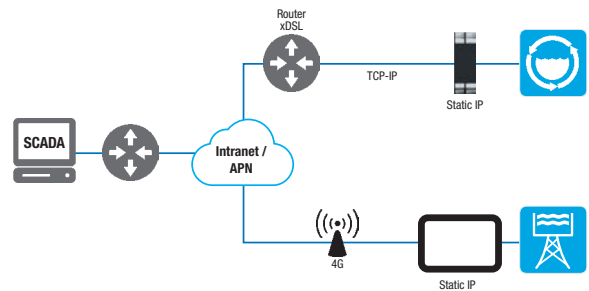 Router
xDSL
TCP-IP
Static IP
SCADA
Intranet /
APN
4G
Static IP